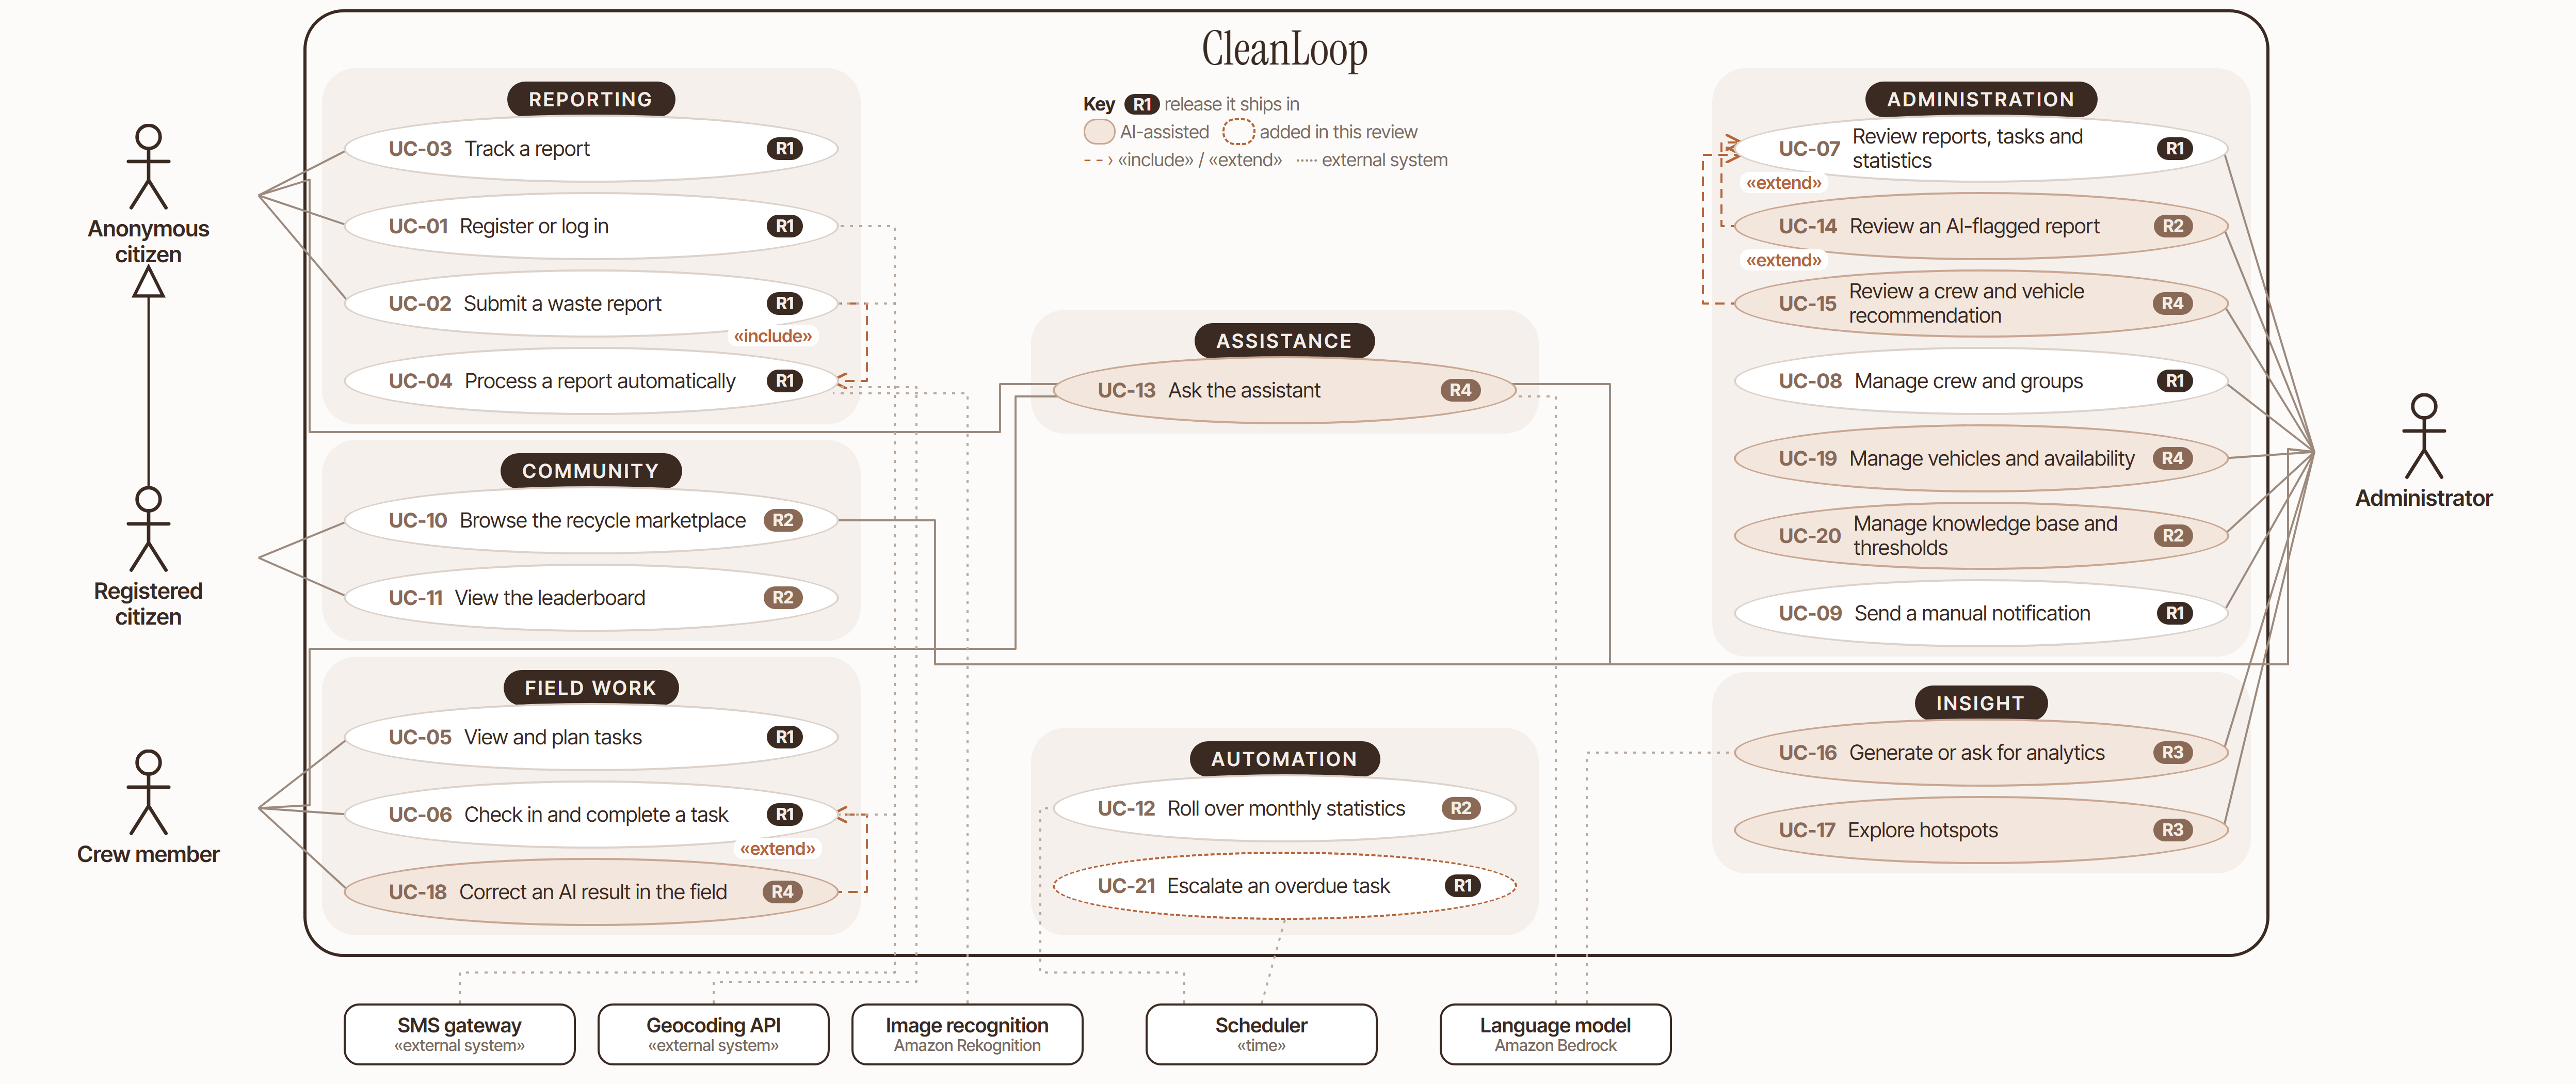 CleanLoop
Key R1 release it ships in
AI-assisted added in this review
«include» / «extend» external system
Anonymous
citizen
Registered
citizen
Crew member
REPORTING
UC-03 Track a report R1
UC-01 Register or log in R1
UC-02 Submit a waste report R1
«include»
UC-04 Process a report automatically R1
COMMUNITY
UC-10 Browse the recycle marketplace R2
UC-11 View the leaderboard R2
FIELD WORK
UC-05 View and plan tasks R1
UC-06 Check in and complete a task R1
«extend»
UC-18 Correct an AI result in the field R4
ASSISTANCE
UC-13 Ask the assistant R4
AUTOMATION
UC-12 Roll over monthly statistics R2
UC-21 Escalate an overdue task R1
ADMINISTRATION
UC-07 Review reports, tasks and
statistics R1
«extend»
UC-14 Review an AI-flagged report R2
«extend»
UC-15 Review a crew and vehicle
recommendation R4
UC-08 Manage crew and groups R1
UC-19 Manage vehicles and availability R4
UC-20 Manage knowledge base and
thresholds R2
UC-09 Send a manual notification R1
INSIGHT
UC-16 Generate or ask for analytics R3
UC-17 Explore hotspots R3
Administrator
SMS gateway
«external system»
Geocoding API
«external system»
Image recognition
Amazon Rekognition
Scheduler
«time»
Language model
Amazon Bedrock